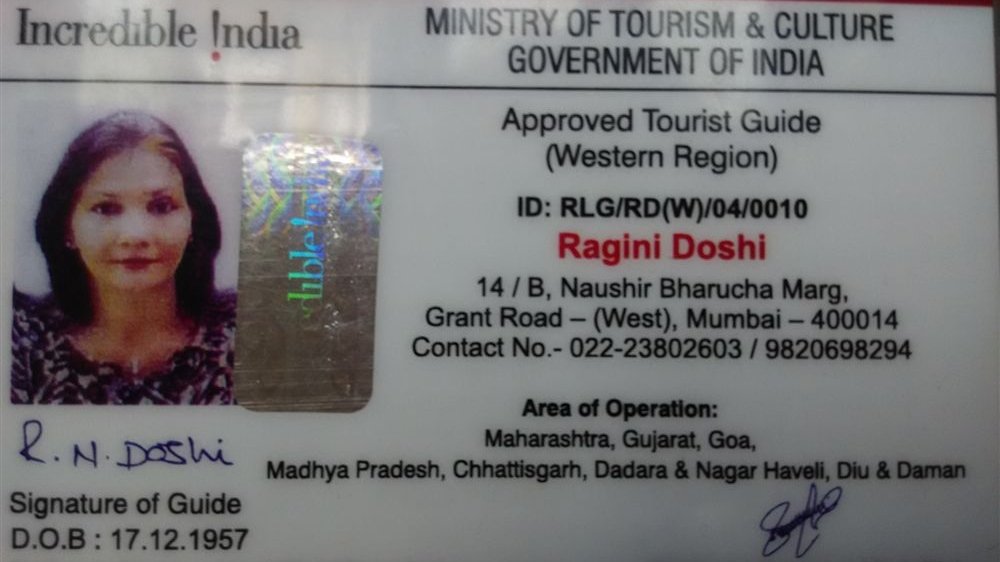 Incredible !ndia
MINISTRY OF TOURISM & CULTURE
GOVERNMENT OF INDIA
Approved Tourist Guide
(Western Region)
ID: RLG/RD(W)/04/0010
Ragini Doshi
14 / B, Naushir Bharucha Marg,
Grant Road – (West), Mumbai – 400014
Contact No.- 022-23802603 / 9820698294
Area of Operation:
Maharashtra, Gujarat, Goa,
Madhya Pradesh, Chhattisgarh, Dadara & Nagar Haveli, Diu & Daman
R. N. Doshi
Signature of Guide
D.O.B : 17.12.1957